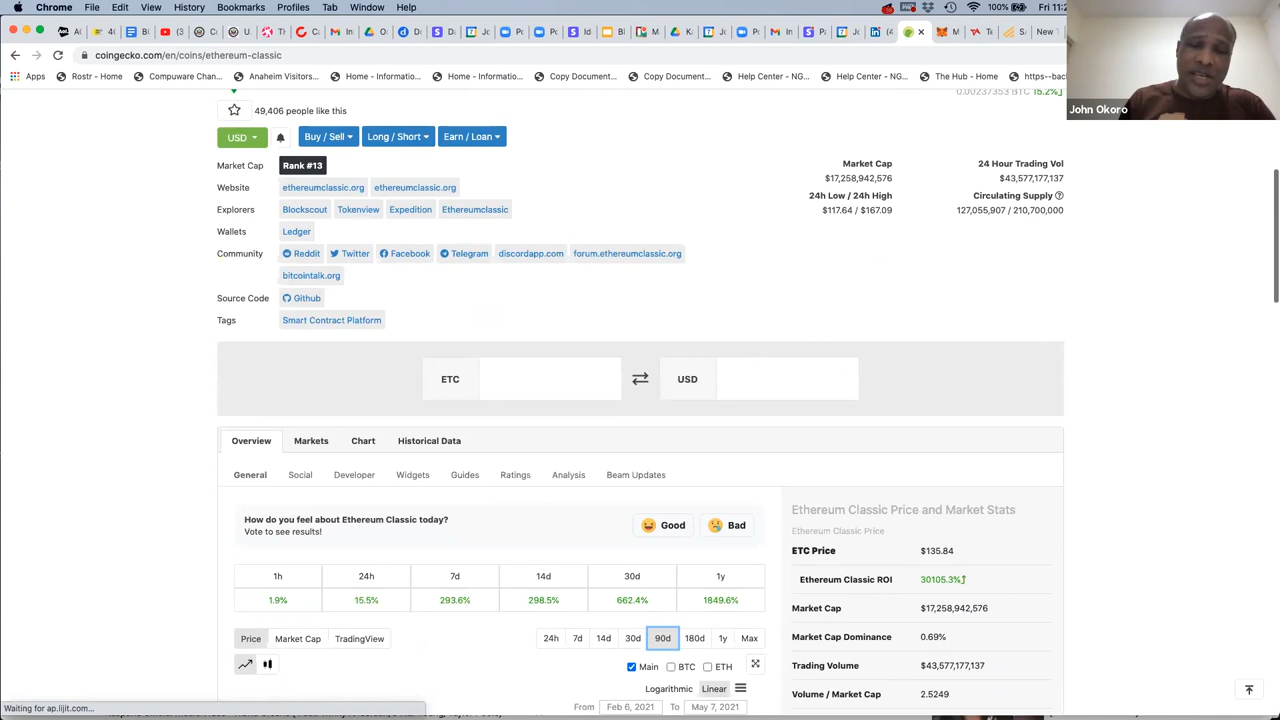 Chrome File Edit View History Bookmarks Profiles Tab Window Help 100% Fri 11:2
coingecko.com/en/coins/ethereum-classic
Apps Rostr - Home Compuware Chan... Anaheim Visitors... Home - Informatio... Home - Informatio... Copy Document... Copy Document... Help Center - NG... Help Center - NG... The Hub - Home https--bac
0.00237353 BTC 15.2%
John Okoro
49,406 people like this
USD Buy / Sell Long / Short Earn / Loan
Market Cap Rank #13 Market Cap 24 Hour Trading Vol
$17,258,942,576 $43,577,177,137
Website ethereumclassic.org ethereumclassic.org
24h Low / 24h High Circulating Supply
Explorers Blockscout Tokenview Expedition Ethereumclassic $117.64 / $167.09 127,055,907 / 210,700,000
Wallets Ledger
Community Reddit Twitter Facebook Telegram discordapp.com forum.ethereumclassic.org
bitcointalk.org
Source Code Github
Tags Smart Contract Platform
ETC USD
Overview Markets Chart Historical Data
General Social Developer Widgets Guides Ratings Analysis Beam Updates
How do you feel about Ethereum Classic today?
Vote to see results!
Good Bad
1h 24h 7d 14d 30d 1y
1.9% 15.5% 293.6% 298.5% 662.4% 1849.6%
Price Market Cap TradingView 24h 7d 14d 30d 90d 180d 1y Max
Main BTC ETH
Logarithmic Linear
From Feb 6, 2021 To May 7, 2021
Ethereum Classic Price and Market Stats
Ethereum Classic Price
ETC Price $135.84
Ethereum Classic ROI 30105.3%
Market Cap $17,258,942,576
Market Cap Dominance 0.69%
Trading Volume $43,577,177,137
Volume / Market Cap 2.5249
Waiting for ap.lijit.com...